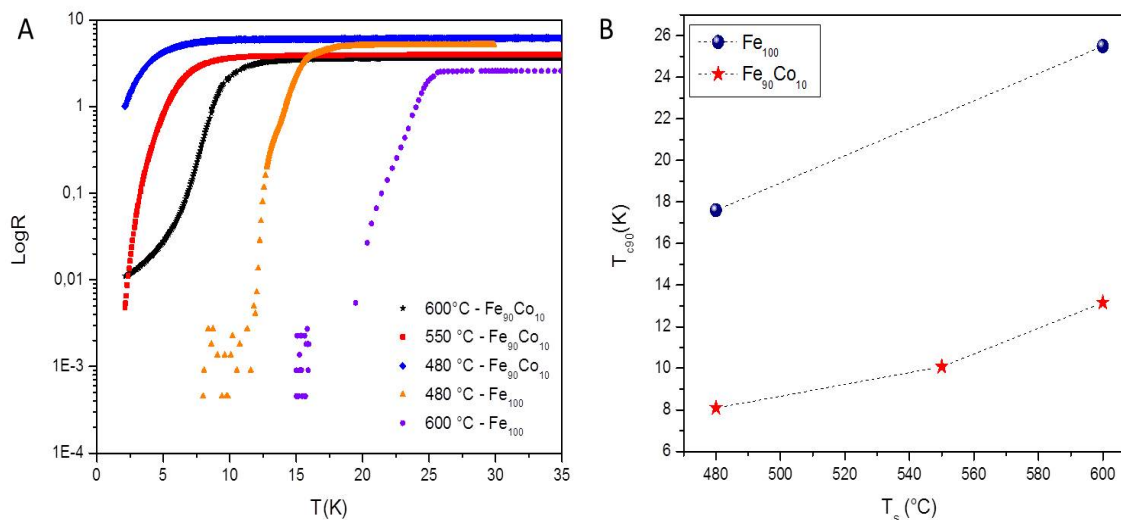 A
LogR
10
1
0,1
0,01
1E-3
1E-4
0
5
10
15
20
25
30
35
T(K)
600°C - Fe90Co10
550 °C - Fe90Co10
480 °C - Fe90Co10
480 °C - Fe100
600 °C - Fe100
B
Tc90(K)
26
24
22
20
18
16
14
12
10
8
6
480
500
520
540
560
580
600
Ts (°C)
Fe100
Fe90Co10